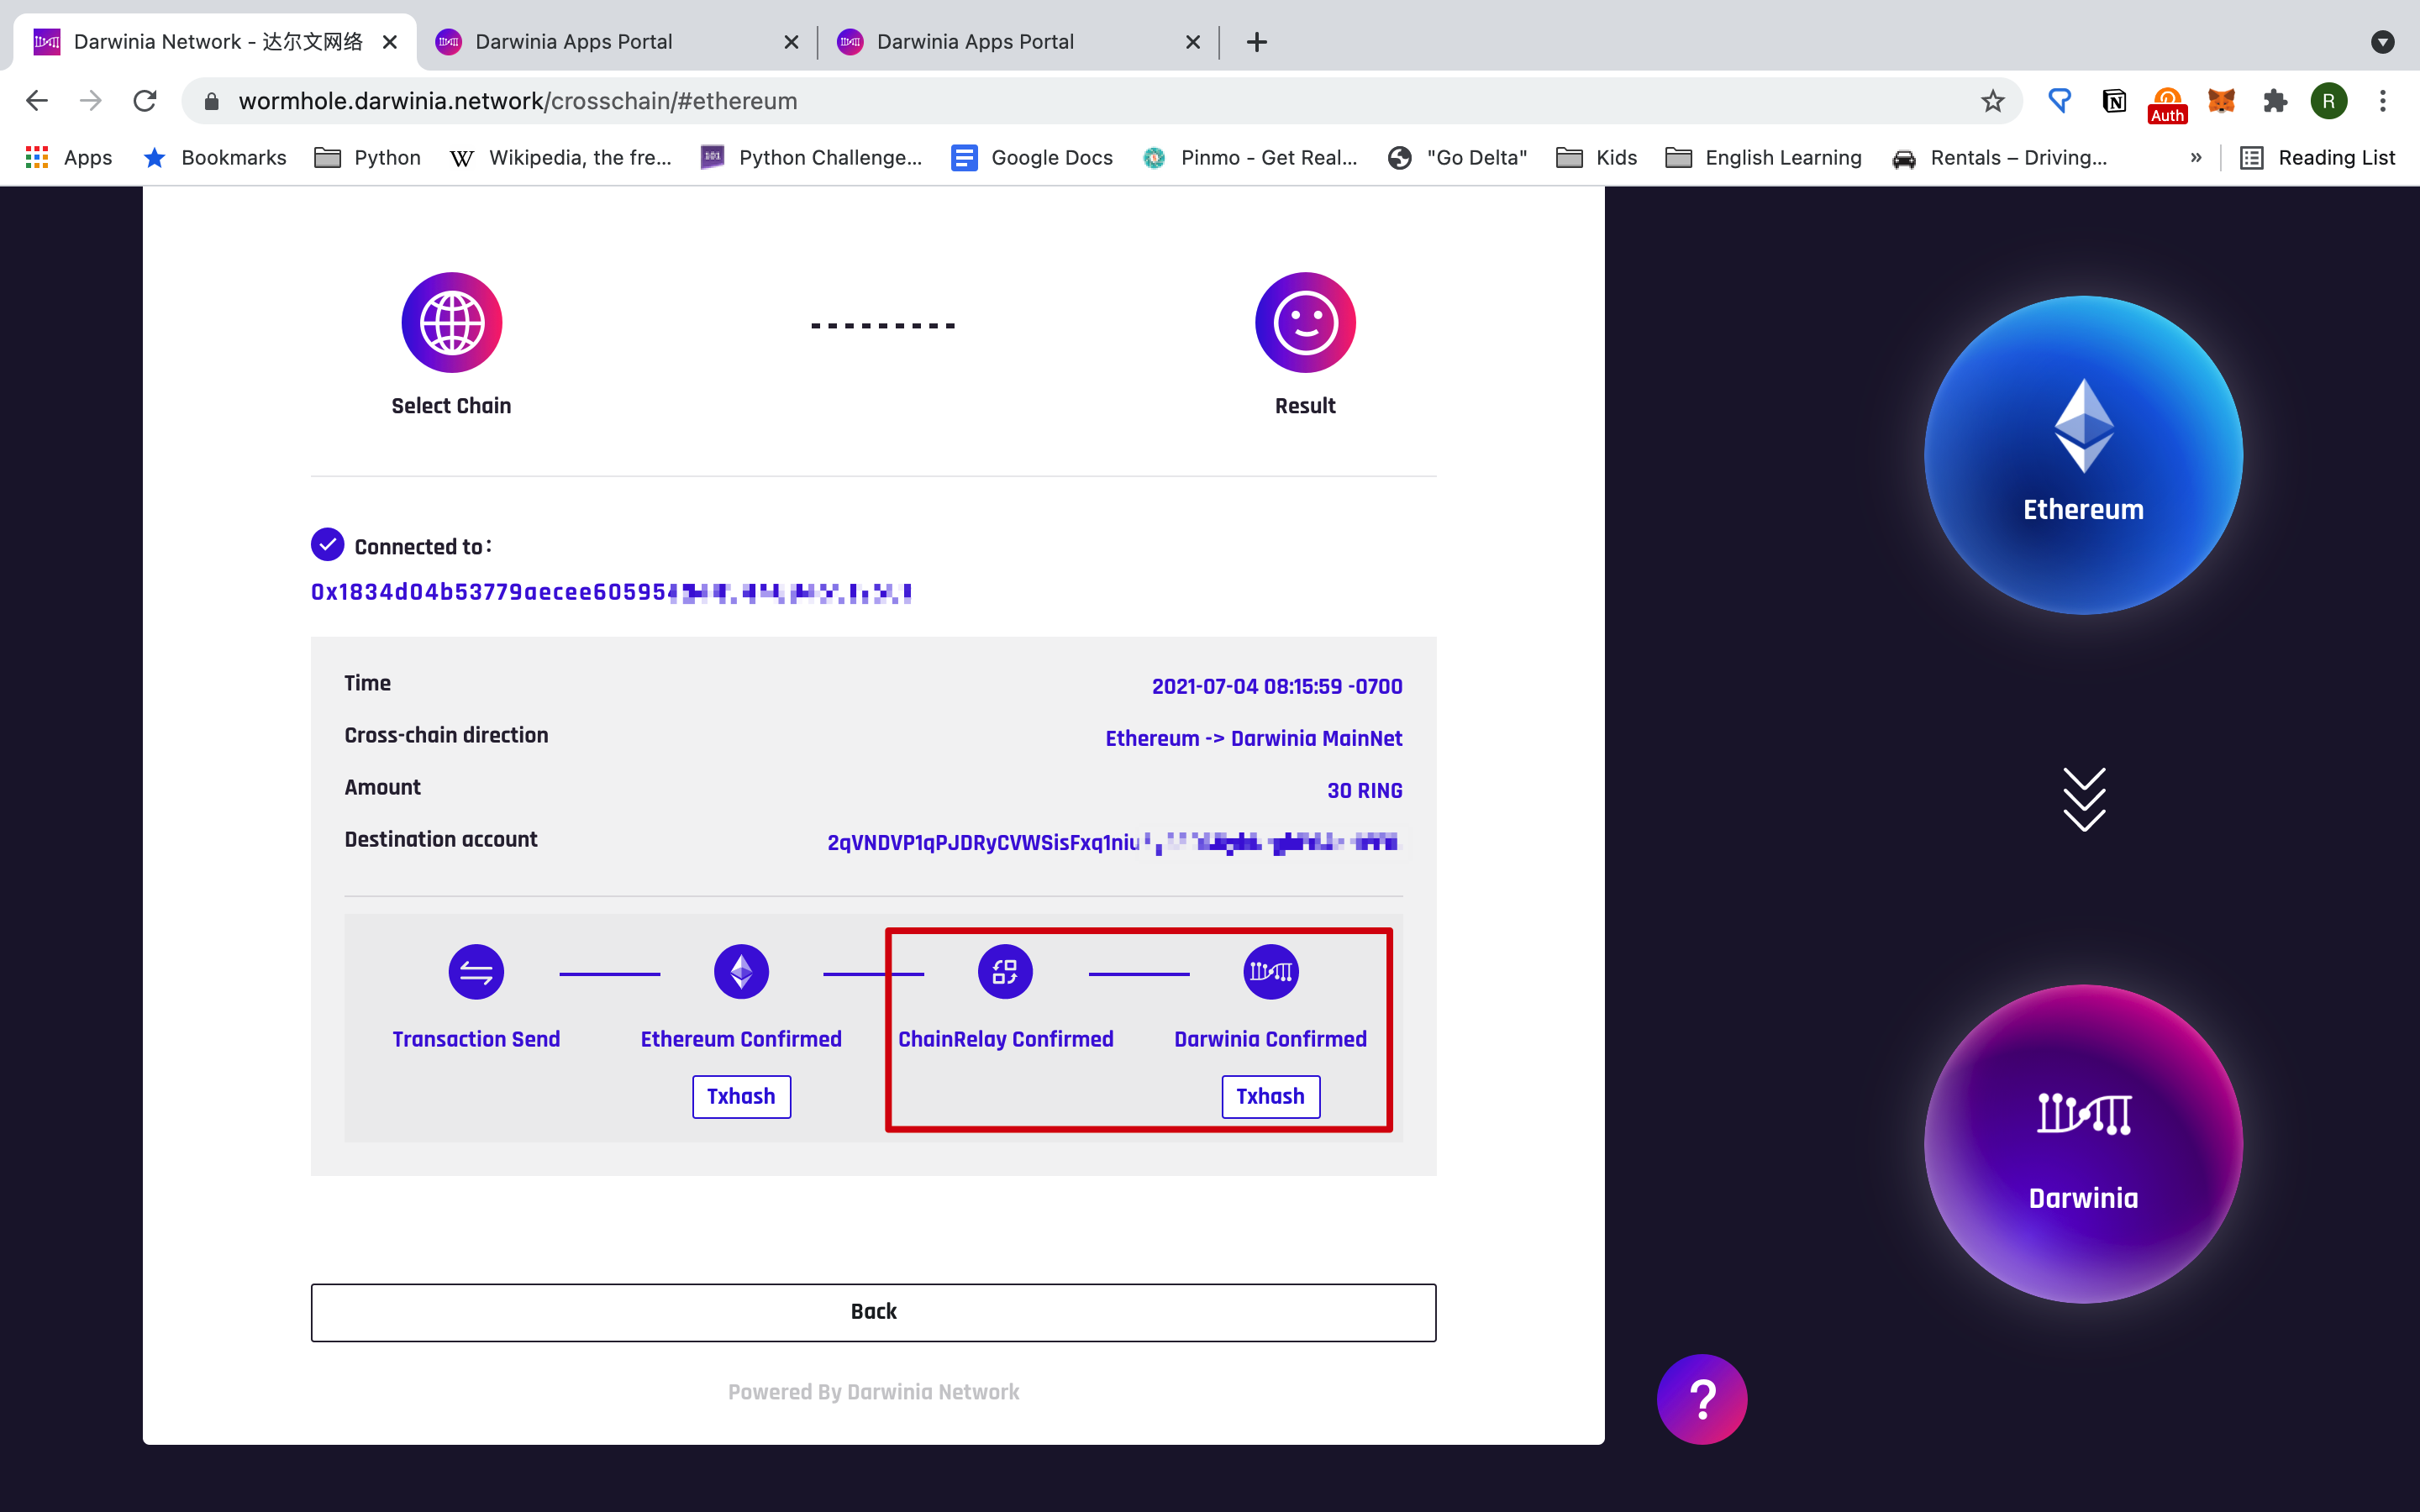 Darwinia Network - 达尔文网络
Darwinia Apps Portal
Darwinia Apps Portal
wormhole.darwinia.network/crosschain/#ethereum
Auth
R
Apps
Bookmarks
Python
Wikipedia, the fre...
Python Challenge...
Google Docs
Pinmo - Get Real...
"Go Delta"
Kids
English Learning
Rentals – Driving...
»
Reading List
Select Chain
Result
Connected to:
0x1834d04b53779aecee60595
Time
2021-07-04 08:15:59 -0700
Cross-chain direction
Ethereum -> Darwinia MainNet
Amount
30 RING
Destination account
2qVNDVP1qPJDRyCVWSisFxq1niu
Transaction Send
Ethereum Confirmed
ChainRelay Confirmed
Darwinia Confirmed
Txhash
Txhash
Back
Powered By Darwinia Network
Ethereum
Darwinia
?